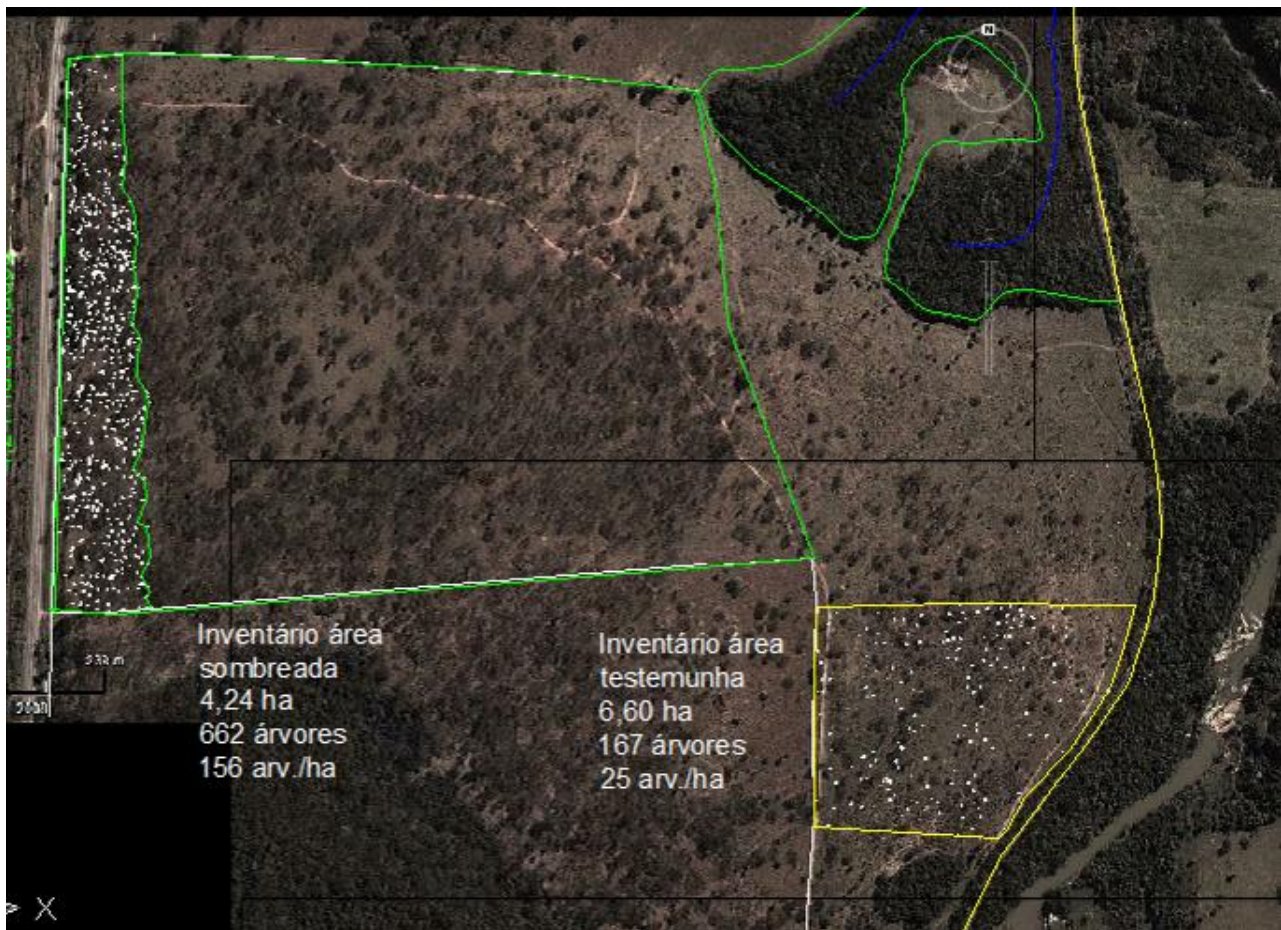 N
Inventário área
sombreada
4,24 ha
662 árvores
156 arv./ha
Inventário área
testemunha
6,60 ha
167 árvores
25 arv./ha
X